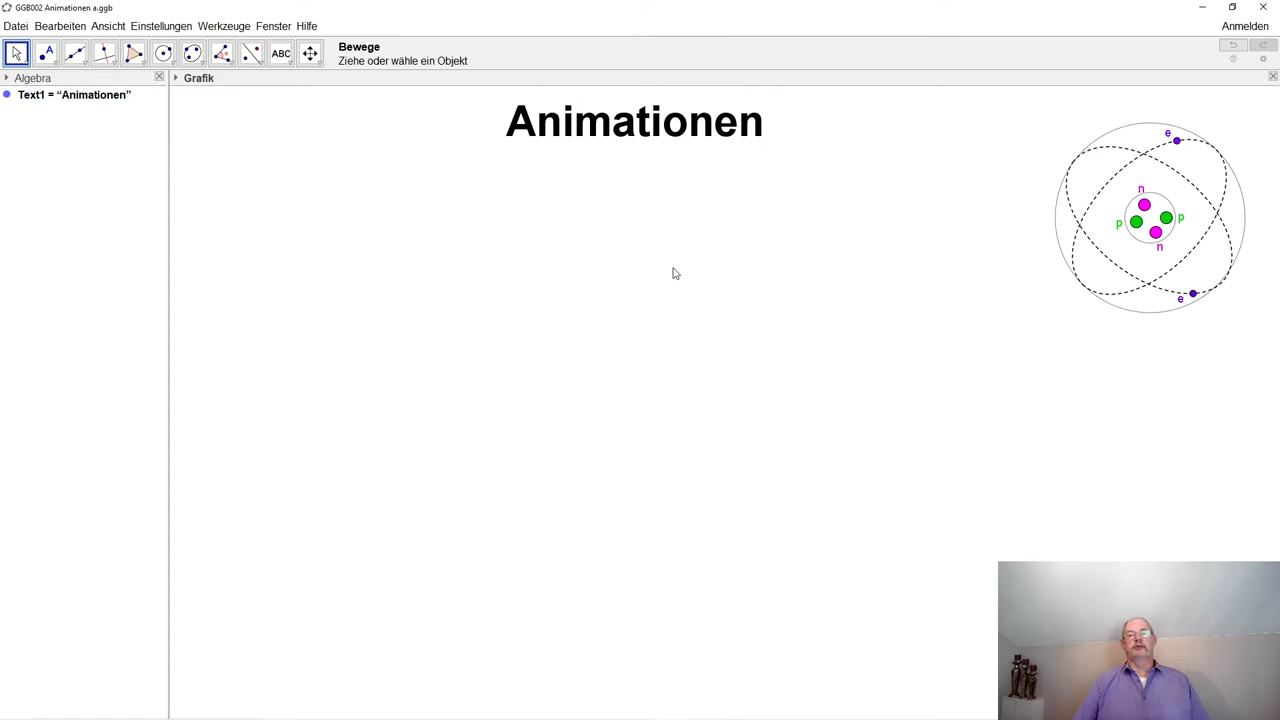 GGB002 Animationen a.ggb
Datei Bearbeiten Ansicht Einstellungen Werkzeuge Fenster Hilfe
Anmelden
A
ABC
Bewege
Ziehe oder wähle ein Objekt
Algebra
Grafik
Text1 = “Animationen”
Animationen
e
n
p
p
n
e